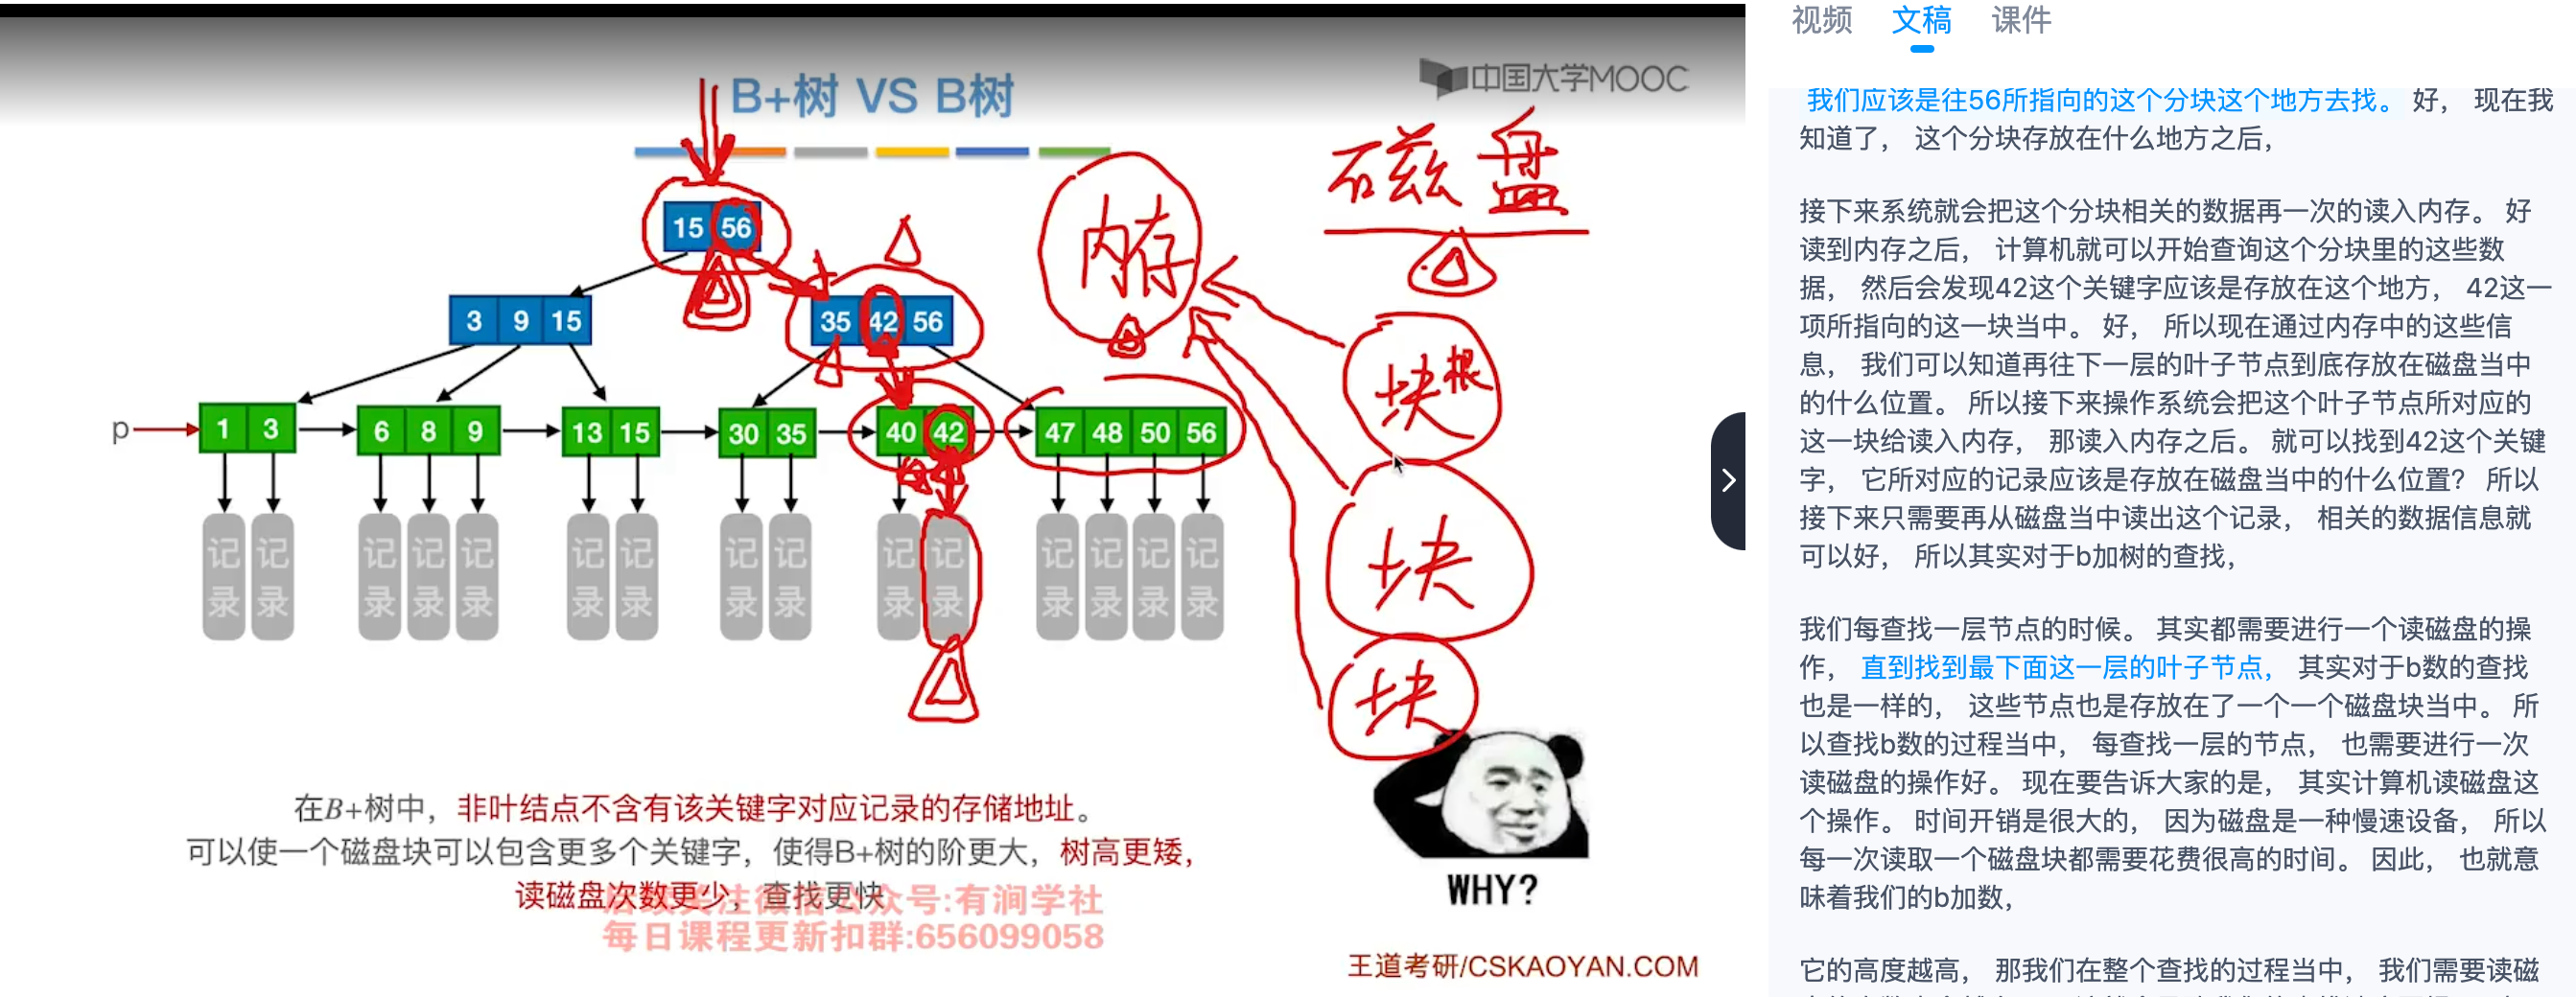 B+树 VS B树
中国大学MOOC
磁盘
内存
15 56
3 9 15
35 42 56
块根
p
1 3
6 8 9
13 15
30 35
40 42
47 48 50 56
记录 记录 记录 记录 记录 记录 记录 记录 记录 记录 记录 记录 记录 记录 记录
块
块
在B+树中，非叶结点不含有该关键字对应记录的存储地址。
可以使一个磁盘块可以包含更多个关键字，使得B+树的阶更大，树高更矮，
读磁盘次数更少，查找更快
关注微信公众号:有涧学社
每日课程更新扣群:656099058
WHY?
王道考研/CSKAOYAN.COM
视频 文稿 课件
我们应该是往56所指向的这个分块这个地方去找。 好， 现在我
知道了， 这个分块存放在什么地方之后，
接下来系统就会把这个分块相关的数据再一次的读入内存。 好
读到内存之后， 计算机就可以开始查询这个分块里的这些数
据， 然后会发现42这个关键字应该是存放在这个地方， 42这一
项所指向的这一块当中。 好， 所以现在通过内存中的这些信
息， 我们可以知道再往下一层的叶子节点到底存放在磁盘当中
的什么位置。 所以接下来操作系统会把这个叶子节点所对应的
这一块给读入内存， 那读入内存之后。 就可以找到42这个关键
字， 它所对应的记录应该是存放在磁盘当中的什么位置? 所以
接下来只需要再从磁盘当中读出这个记录， 相关的数据信息就
可以好， 所以其实对于b加树的查找，
我们每查找一层节点的时候。 其实都需要进行一个读磁盘的操
作， 直到找到最下面这一层的叶子节点， 其实对于b数的查找
也是一样的， 这些节点也是存放在了一个一个磁盘块当中。 所
以查找b数的过程当中， 每查找一层的节点， 也需要进行一次
读磁盘的操作好。 现在要告诉大家的是， 其实计算机读磁盘这
个操作。 时间开销是很大的， 因为磁盘是一种慢速设备， 所以
每一次读取一个磁盘块都需要花费很高的时间。 因此， 也就意
味着我们的b加数，
它的高度越高， 那我们在整个查找的过程当中， 我们需要读磁